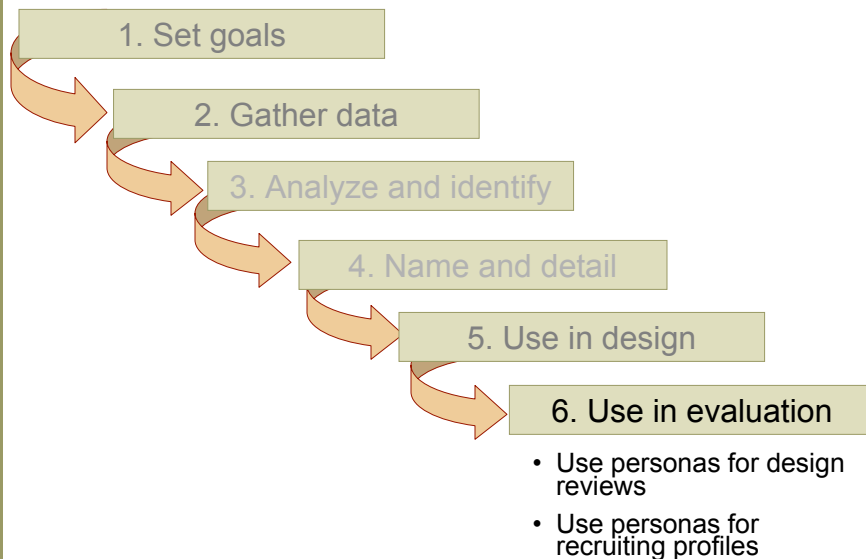 1. Set goals
2. Gather data
3. Analyze and identify
4. Name and detail
5. Use in design
6. Use in evaluation
• Use personas for design
reviews
• Use personas for
recruiting profiles